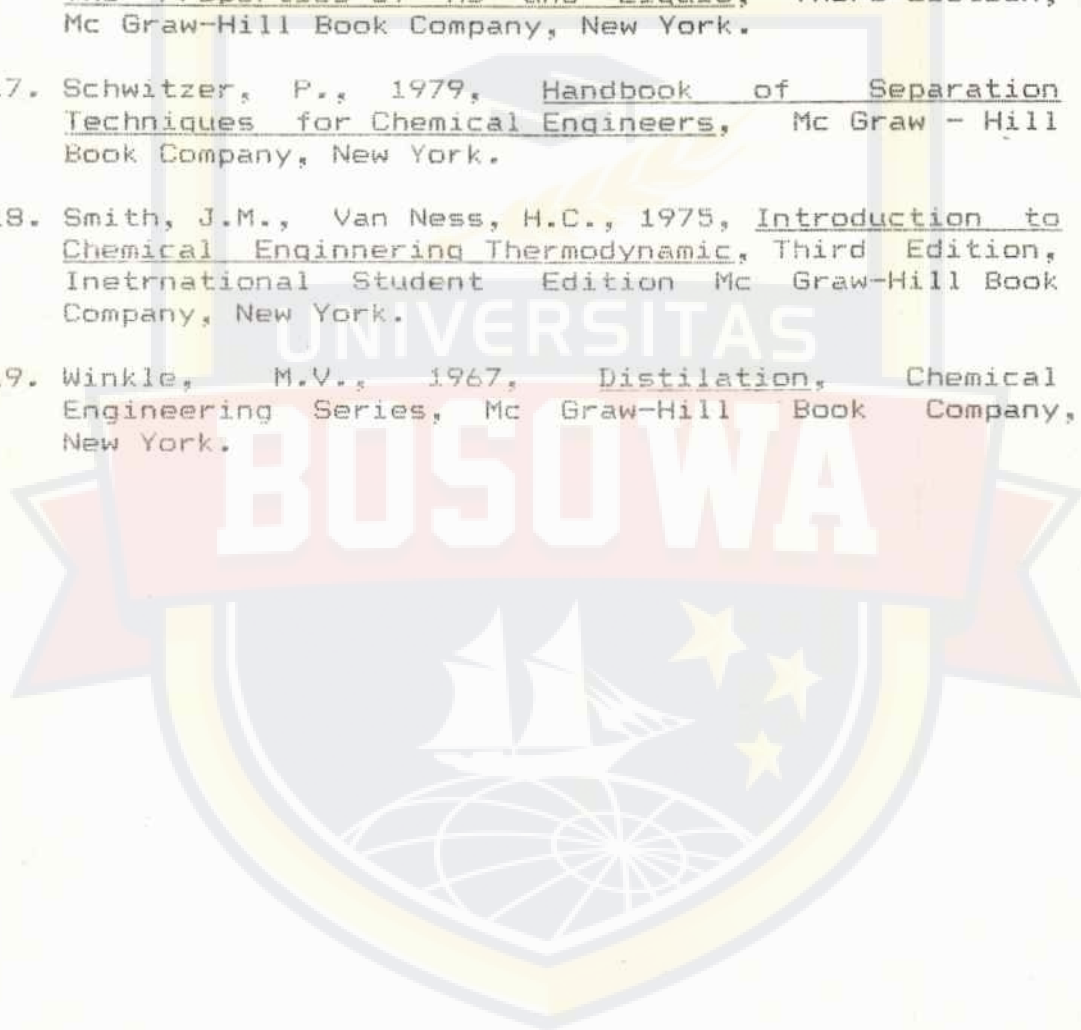 Mc Graw-Hill Book Company, New York.
7. Schwitzer, P., 1979, Handbook of Separation
Techniques for Chemical Engineers, Mc Graw - Hill
Book Company, New York.
8. Smith, J.M., Van Ness, H.C., 1975, Introduction to
Chemical Enginnering Thermodynamic, Third Edition,
Inetrnational Student Edition Mc Graw-Hill Book
Company, New York.
UNIVERSITAS
9. Winkle, M.V., 1967, Distilation, Chemical
Engineering Series, Mc Graw-Hill Book Company,
New York.
BOSOWA